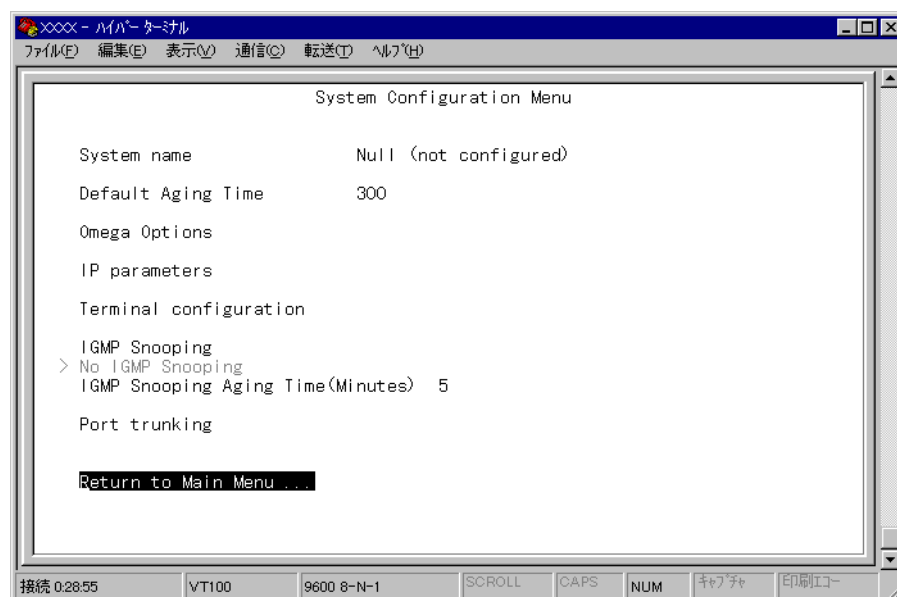 xxxx - ハイパー ターミナル
ファイル(F) 編集(E) 表示(V) 通信(C) 転送(T) ヘルプ(H)
System Configuration Menu
System name Null (not configured)
Default Aging Time 300
Omega Options
IP parameters
Terminal configuration
IGMP Snooping
> No IGMP Snooping
IGMP Snooping Aging Time(Minutes) 5
Port trunking
Return to Main Menu ...
接続 0:28:55 VT100 9600 8-N-1 SCROLL CAPS NUM キャプチャ 印刷エコー